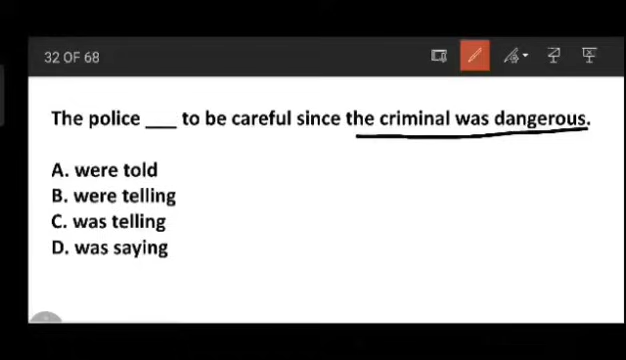 32 OF 68
The police ___ to be careful since the criminal was dangerous.
A. were told
B. were telling
C. was telling
D. was saying